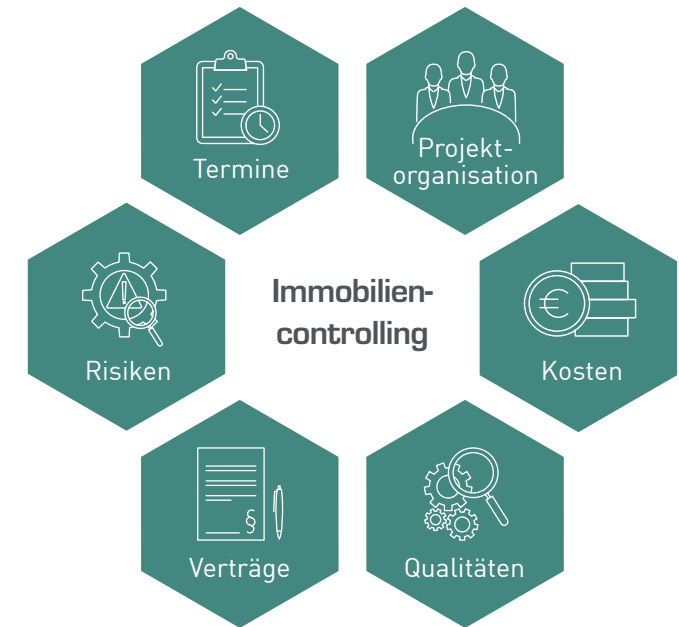 Termine
Projekt-
organisation
Immobilien-
controlling
Risiken
€
Kosten
§
Verträge
Qualitäten